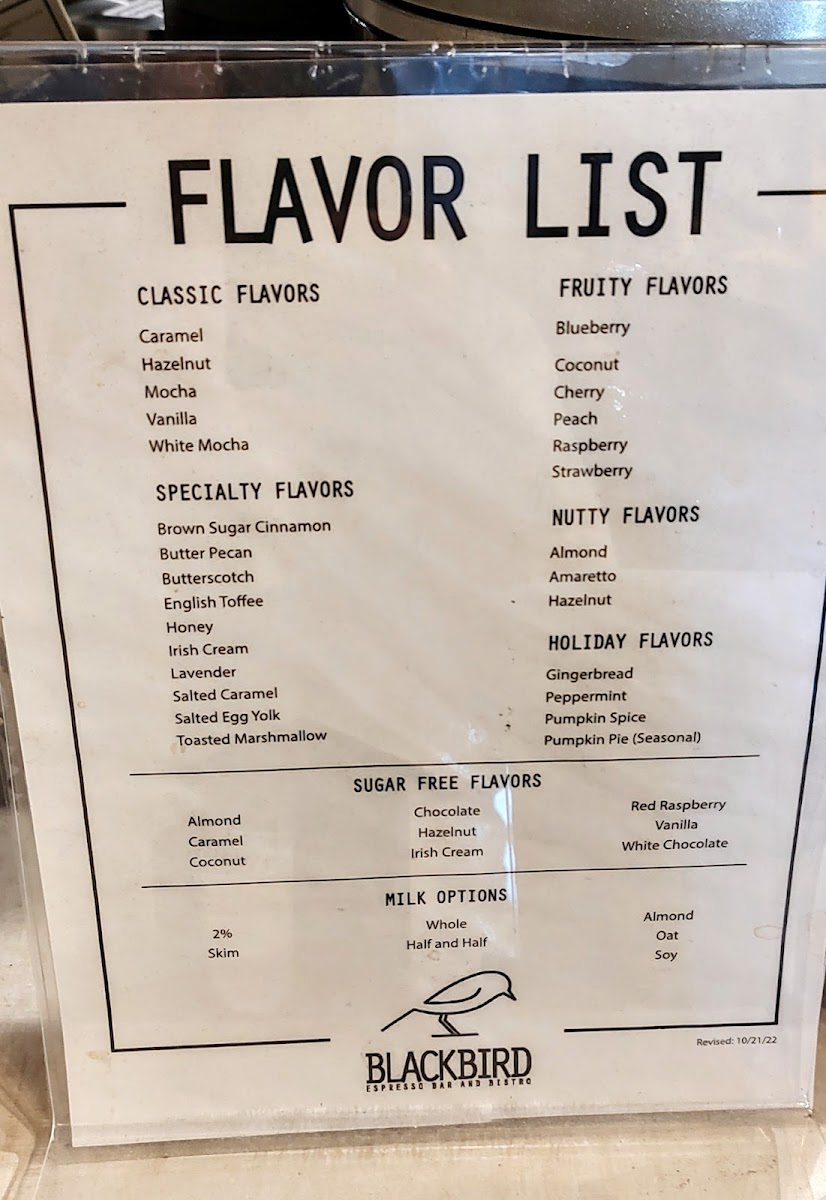 FLAVOR LIST
CLASSIC FLAVORS
Caramel
Hazelnut
Mocha
Vanilla
White Mocha
SPECIALTY FLAVORS
Brown Sugar Cinnamon
Butter Pecan
Butterscotch
English Toffee
Honey
Irish Cream
Lavender
Salted Caramel
Salted Egg Yolk
Toasted Marshmallow
FRUITY FLAVORS
Blueberry
Coconut
Cherry
Peach
Raspberry
Strawberry
NUTTY FLAVORS
Almond
Amaretto
Hazelnut
HOLIDAY FLAVORS
Gingerbread
Peppermint
Pumpkin Spice
Pumpkin Pie (Seasonal)
SUGAR FREE FLAVORS
Almond
Caramel
Coconut
Chocolate
Hazelnut
Irish Cream
Red Raspberry
Vanilla
White Chocolate
MILK OPTIONS
2%
Skim
Whole
Half and Half
Almond
Oat
Soy
Revised: 10/21/22
BLACKBIRD
ESPRESSO BAR AND BISTRO